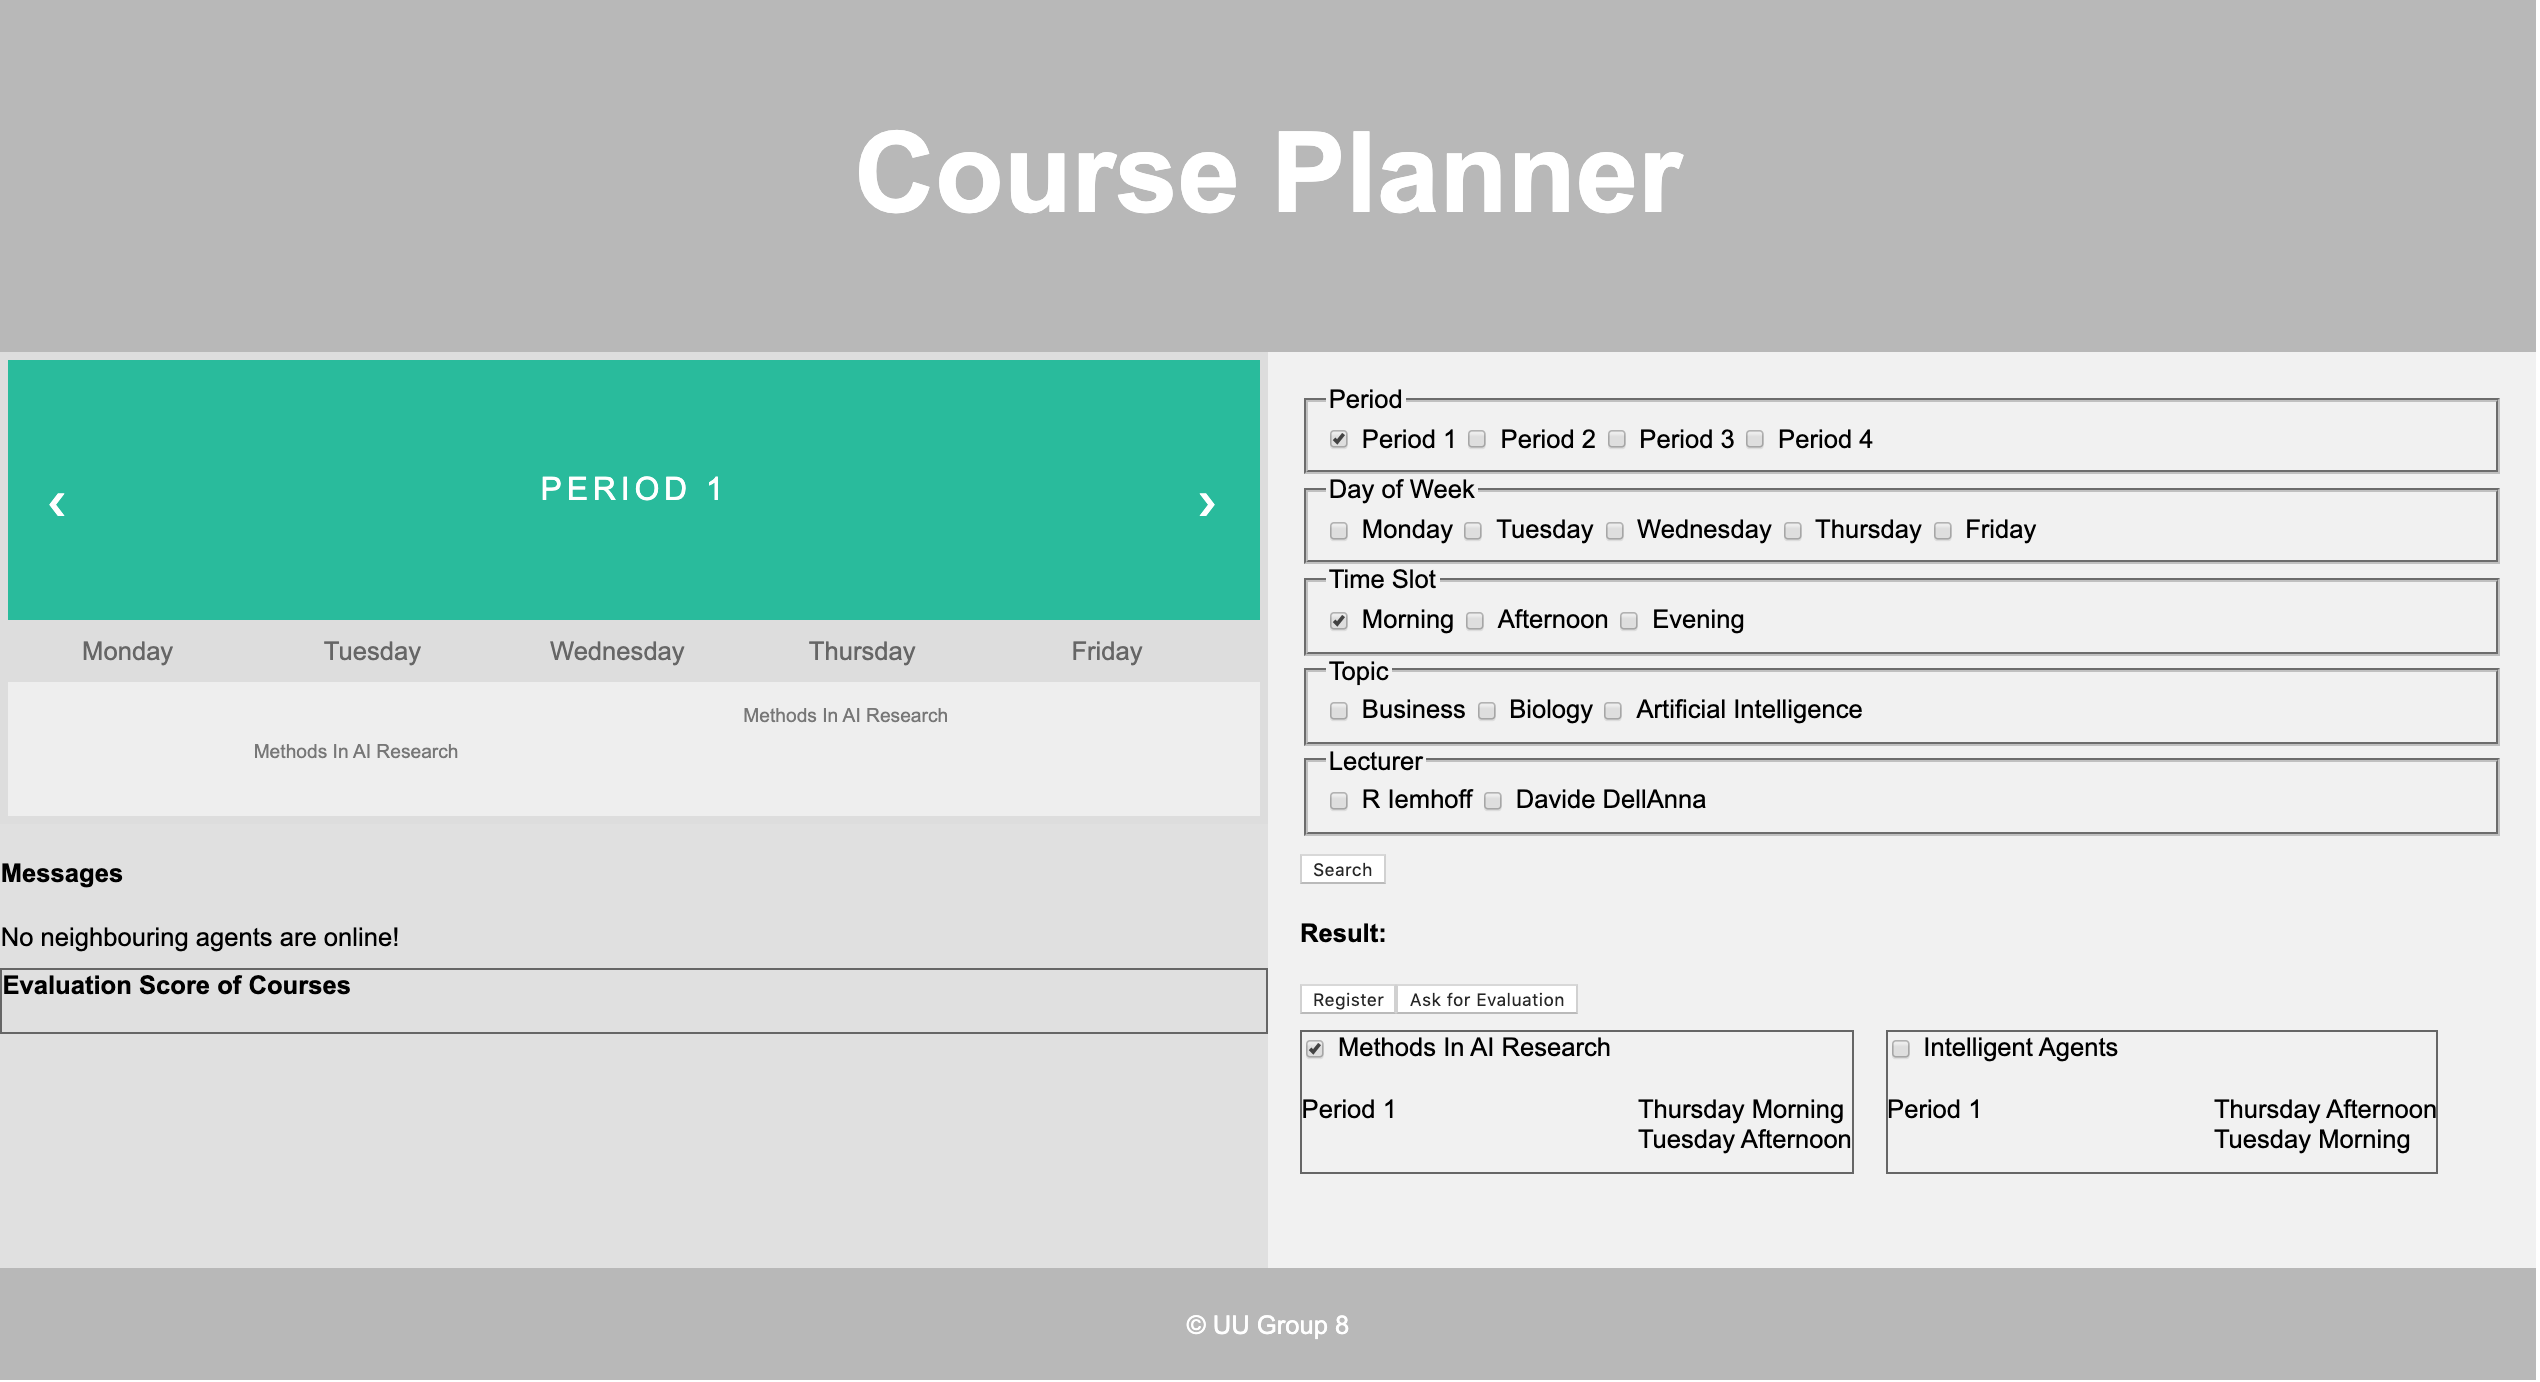 Course Planner
‹
PERIOD 1
›
Monday Tuesday Wednesday Thursday Friday
Methods In AI Research
Methods In AI Research
Messages
No neighbouring agents are online!
Evaluation Score of Courses
Period
Period 1 Period 2 Period 3 Period 4
Day of Week
Monday Tuesday Wednesday Thursday Friday
Time Slot
Morning Afternoon Evening
Topic
Business Biology Artificial Intelligence
Lecturer
R Iemhoff Davide DellAnna
Search
Result:
Register Ask for Evaluation
Methods In AI Research
Period 1 Thursday Morning
Tuesday Afternoon
Intelligent Agents
Period 1 Thursday Afternoon
Tuesday Morning
© UU Group 8